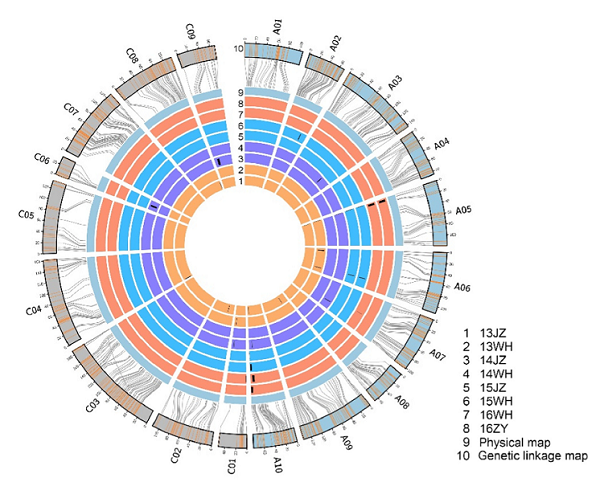 A01
A02
A03
A04
A05
A06
A07
A08
A09
A10
C01
C02
C03
C04
C05
C06
C07
C08
C09
10
9
8
7
6
5
4
3
2
1
1 13JZ
2 13WH
3 14JZ
4 14WH
5 15JZ
6 15WH
7 16WH
8 16ZY
9 Physical map
10 Genetic linkage map